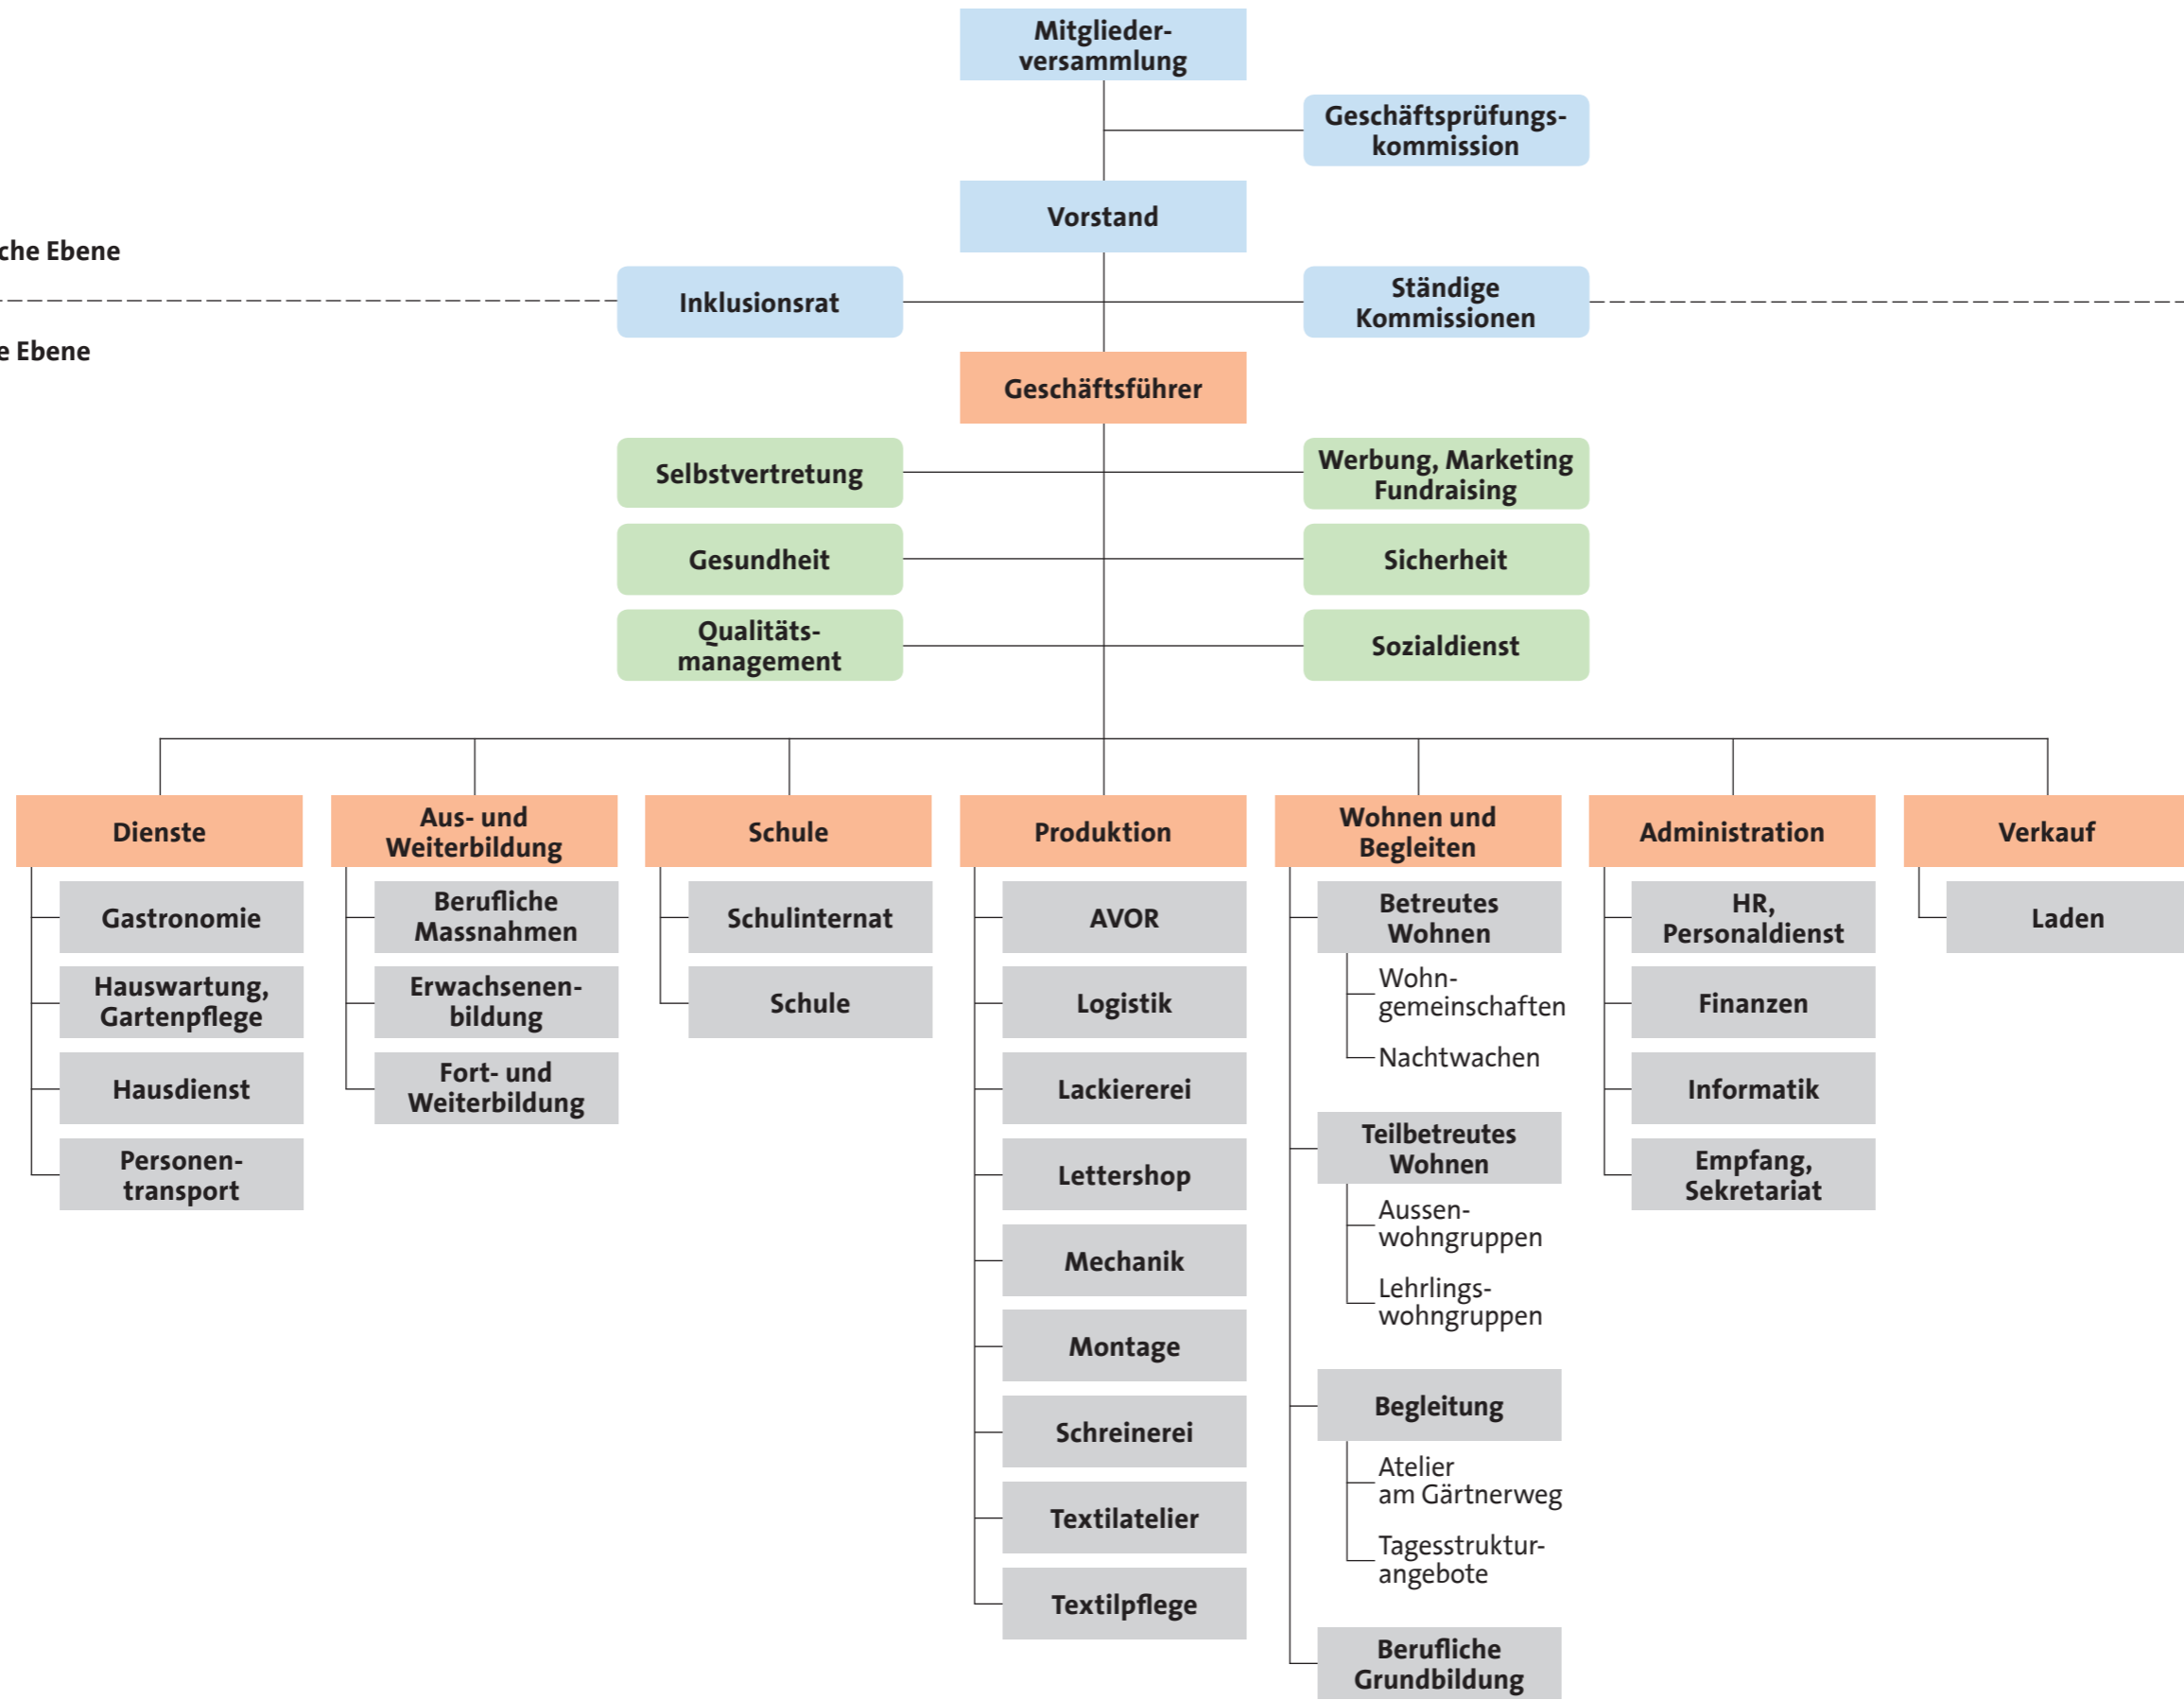 Mitglieder-
versammlung
Geschäftsprüfungs-
kommission
Vorstand
che Ebene
Inklusionsrat
Ständige
Kommissionen
e Ebene
Geschäftsführer
Selbstvertretung
Werbung, Marketing
Fundraising
Gesundheit
Sicherheit
Qualitäts-
management
Sozialdienst
Dienste
Gastronomie
Hauswartung,
Gartenpflege
Hausdienst
Personen-
transport
Aus- und
Weiterbildung
Berufliche
Massnahmen
Erwachsenen-
bildung
Fort- und
Weiterbildung
Schule
Schulinternat
Schule
Produktion
AVOR
Logistik
Lackiererei
Lettershop
Mechanik
Montage
Schreinerei
Textilatelier
Textilpflege
Wohnen und
Begleiten
Betreutes
Wohnen
Wohn-
gemeinschaften
Nachtwachen
Teilbetreutes
Wohnen
Aussen-
wohngruppen
Lehrlings-
wohngruppen
Begleitung
Atelier
am Gärtnerweg
Tagesstruktur-
angebote
Berufliche
Grundbildung
Administration
HR,
Personaldienst
Finanzen
Informatik
Empfang,
Sekretariat
Verkauf
Laden